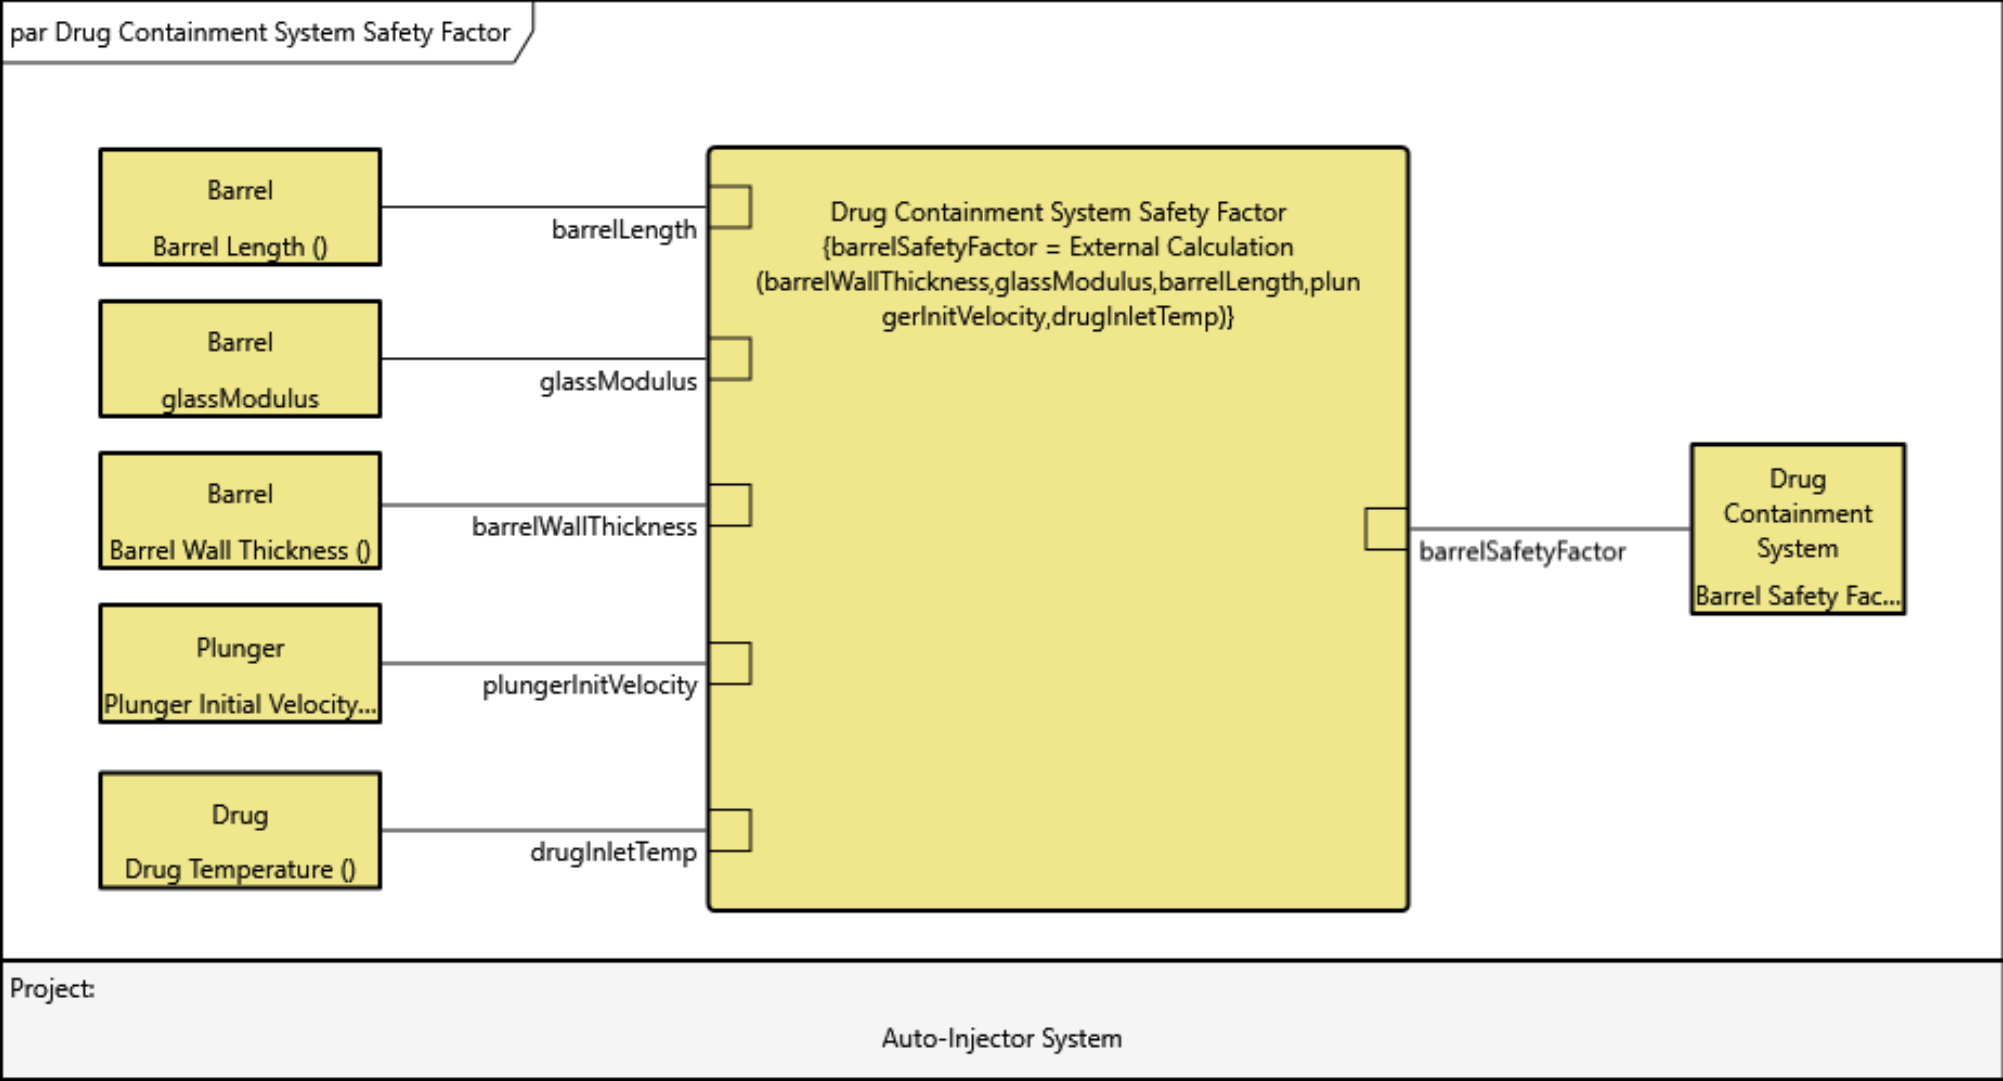 par Drug Containment System Safety Factor
Barrel
Barrel Length ()
barrelLength
Drug Containment System Safety Factor
{barrelSafetyFactor = External Calculation
(barrelWallThickness,glassModulus,barrelLength,plun
gerInitVelocity,drugInletTemp)}
Barrel
glassModulus
glassModulus
Barrel
Barrel Wall Thickness ()
barrelWallThickness
Plunger
Plunger Initial Velocity...
plungerInitVelocity
Drug
Drug Temperature ()
drugInletTemp
barrelSafetyFactor
Drug
Containment
System
Barrel Safety Fac...
Project:
Auto-Injector System